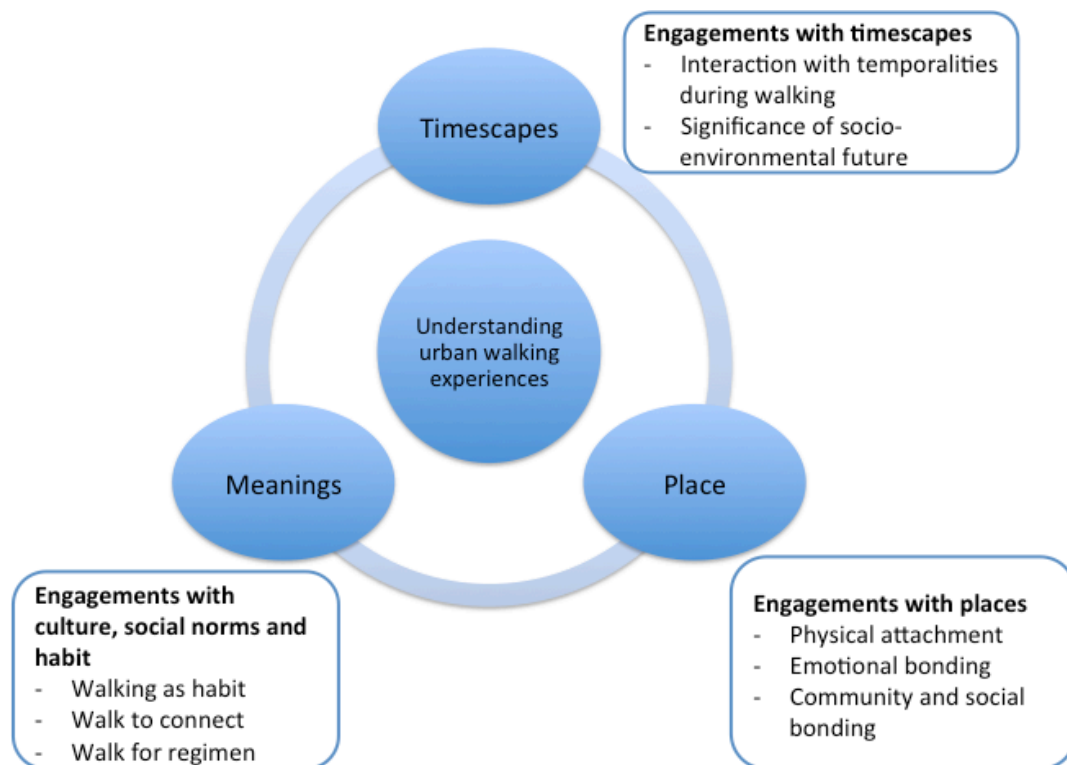 Engagements with timescapes
- Interaction with temporalities
during walking
- Significance of socio-
environmental future
Timescapes
Understanding
urban walking
experiences
Meanings
Place
Engagements with
culture, social norms and
habit
- Walking as habit
- Walk to connect
- Walk for regimen
Engagements with places
- Physical attachment
- Emotional bonding
- Community and social
bonding